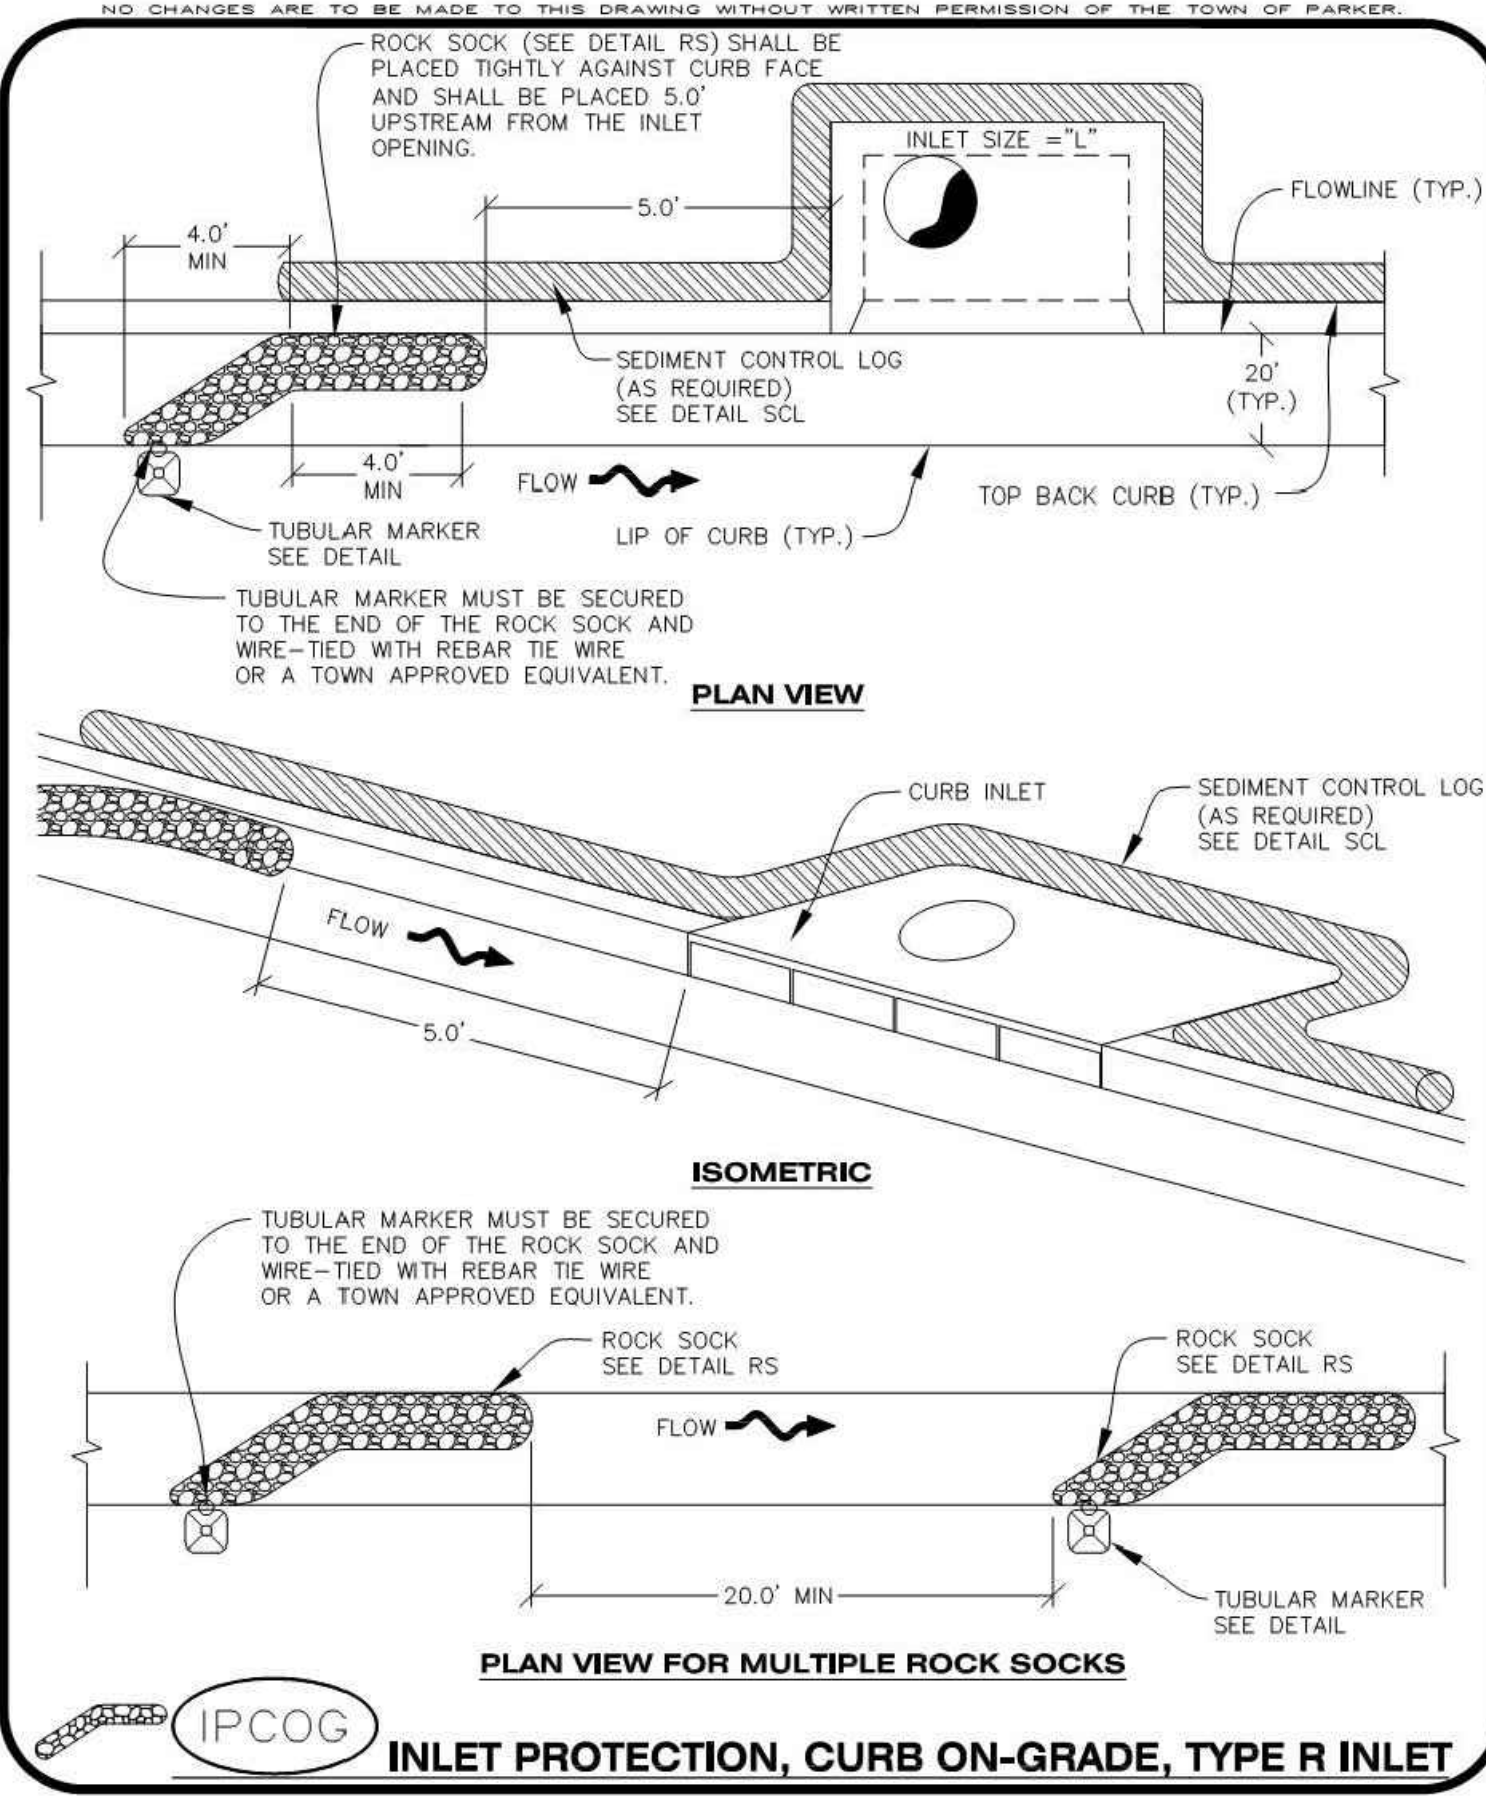 NO CHANGES ARE TO BE MADE TO THIS DRAWING WITHOUT WRITTEN PERMISSION OF THE TOWN OF PARKER.
ROCK SOCK (SEE DETAIL RS) SHALL BE
PLACED TIGHTLY AGAINST CURB FACE
AND SHALL BE PLACED 5.0'
UPSTREAM FROM THE INLET
OPENING.
INLET SIZE ="L"
FLOWLINE (TYP.)
5.0'
4.0'
MIN
SEDIMENT CONTROL LOG
(AS REQUIRED)
SEE DETAIL SCL
20'
(TYP.)
4.0'
MIN
FLOW
TOP BACK CURB (TYP.)
LIP OF CURB (TYP.)
TUBULAR MARKER
SEE DETAIL
TUBULAR MARKER MUST BE SECURED
TO THE END OF THE ROCK SOCK AND
WIRE-TIED WITH REBAR TIE WIRE
OR A TOWN APPROVED EQUIVALENT.
PLAN VIEW
CURB INLET
SEDIMENT CONTROL LOG
(AS REQUIRED)
SEE DETAIL SCL
FLOW
5.0'
ISOMETRIC
TUBULAR MARKER MUST BE SECURED
TO THE END OF THE ROCK SOCK AND
WIRE-TIED WITH REBAR TIE WIRE
OR A TOWN APPROVED EQUIVALENT.
ROCK SOCK
SEE DETAIL RS
ROCK SOCK
SEE DETAIL RS
FLOW
20.0' MIN
TUBULAR MARKER
SEE DETAIL
PLAN VIEW FOR MULTIPLE ROCK SOCKS
IPCOG
INLET PROTECTION, CURB ON-GRADE, TYPE R INLET